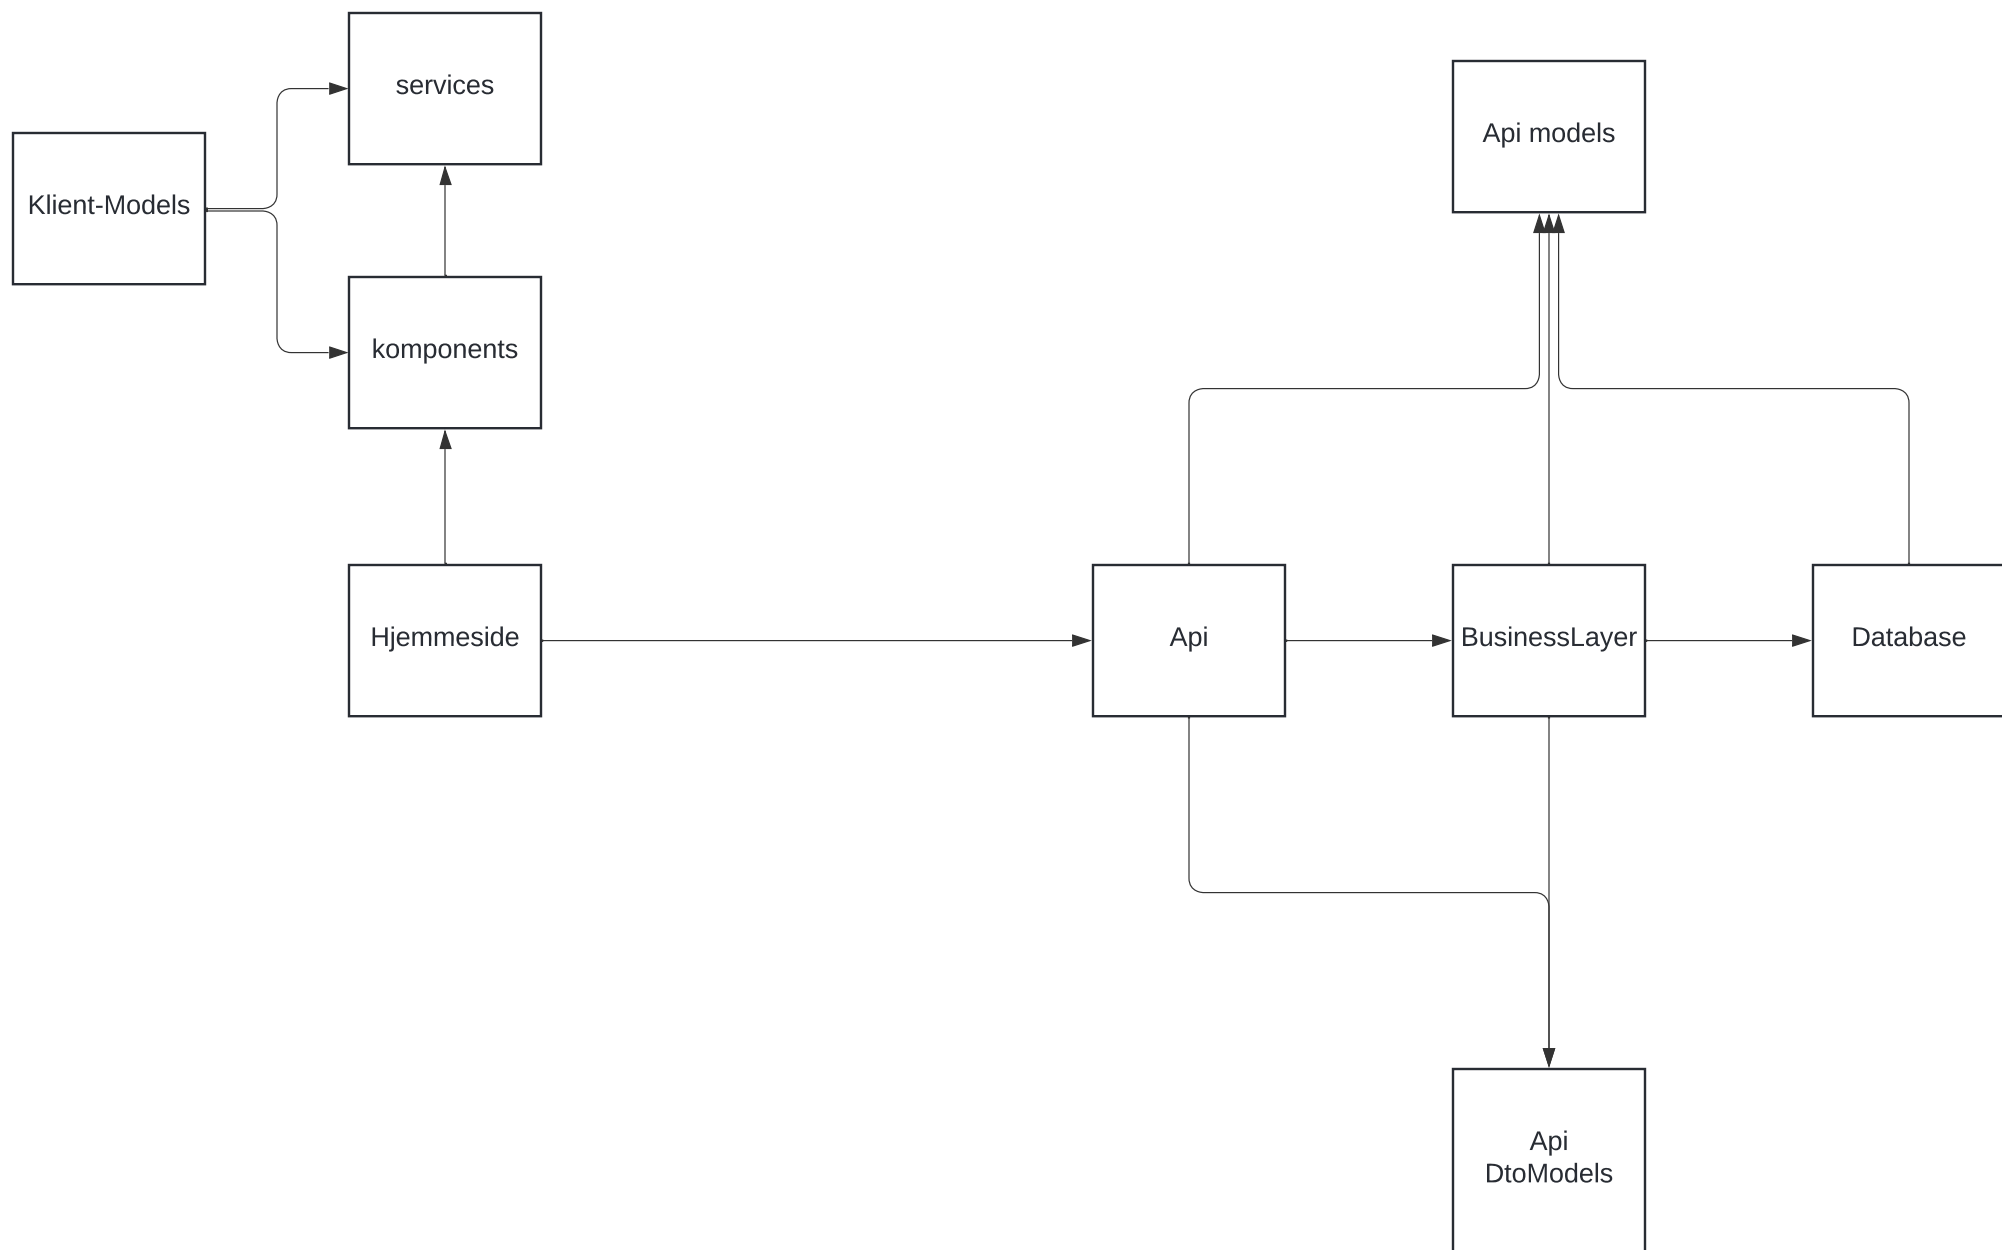 services
Api models
Klient-Models
komponents
Hjemmeside
Api
BusinessLayer
Database
Api
DtoModels